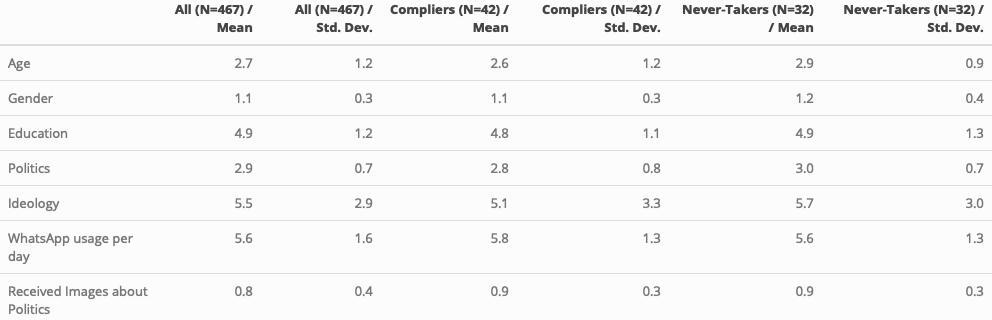 All (N=467) / All (N=467) / Compliers (N=42) / Compliers (N=42) / Never-Takers (N=32) Never-Takers (N=32) /
Mean Std. Dev. Mean Std. Dev. / Mean Std. Dev.
Age 2.7 1.2 2.6 1.2 2.9 0.9
Gender 1.1 0.3 1.1 0.3 1.2 0.4
Education 4.9 1.2 4.8 1.1 4.9 1.3
Politics 2.9 0.7 2.8 0.8 3.0 0.7
Ideology 5.5 2.9 5.1 3.3 5.7 3.0
WhatsApp usage per 5.6 1.6 5.8 1.3 5.6 1.3
day
Received Images about 0.8 0.4 0.9 0.3 0.9 0.3
Politics